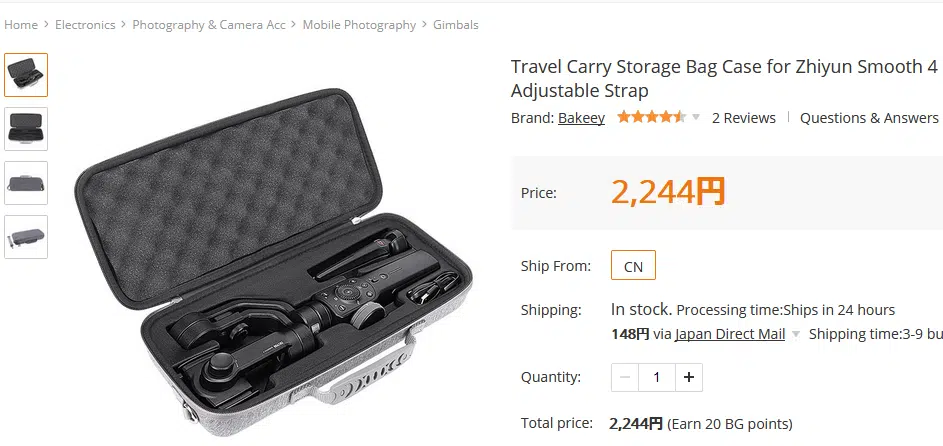 Home > Electronics > Photography & Camera Acc > Mobile Photography > Gimbals
Travel Carry Storage Bag Case for Zhiyun Smooth 4
Adjustable Strap
Brand: Bakeey 2 Reviews Questions & Answers
Price: 2,244円
Ship From: CN
Shipping: In stock. Processing time:Ships in 24 hours
148円 via Japan Direct Mail Shipping time:3-9 bu
Quantity: − 1 +
Total price: 2,244円 (Earn 20 BG points)